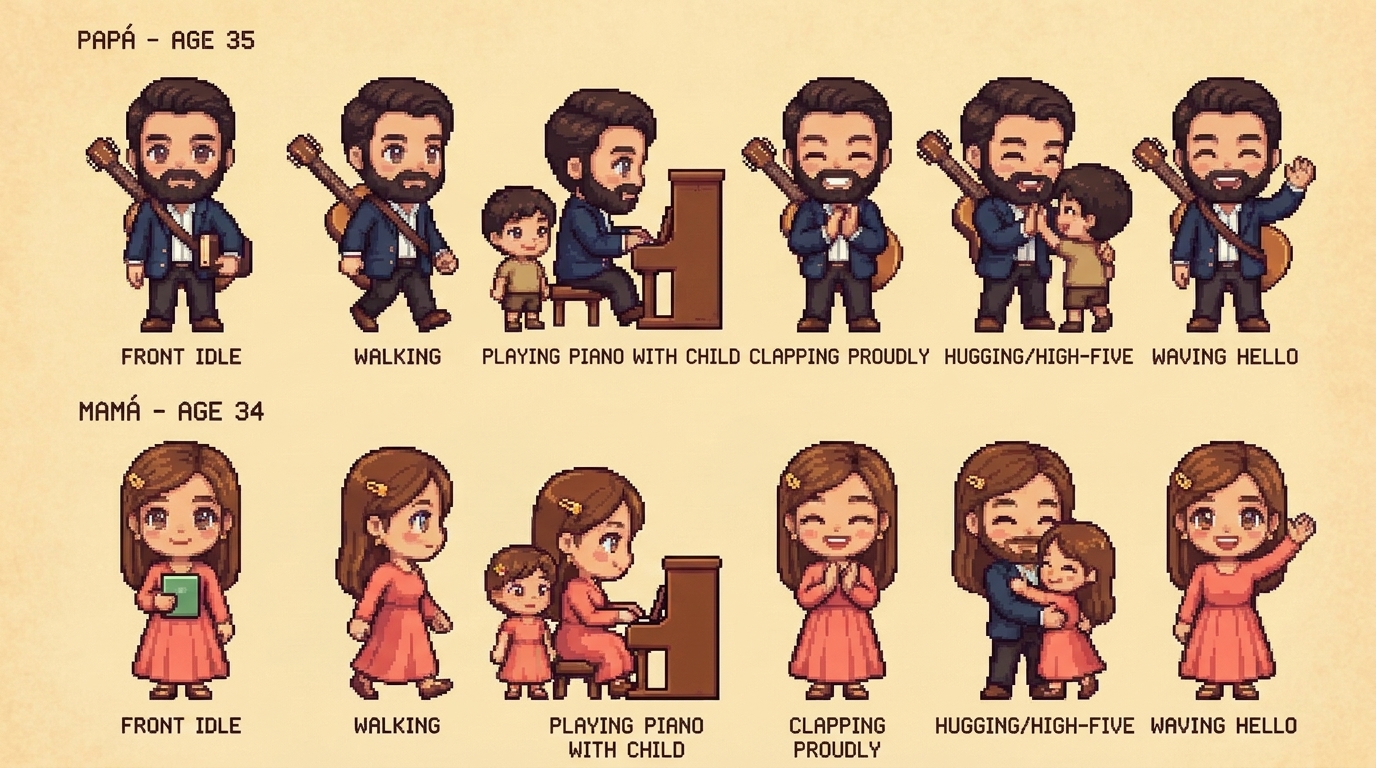 PAPÁ - AGE 35
FRONT IDLE
WALKING
PLAYING PIANO WITH CHILD
CLAPPING PROUDLY
HUGGING/HIGH-FIVE
WAVING HELLO
MAMÁ - AGE 34
FRONT IDLE
WALKING
PLAYING PIANO
WITH CHILD
CLAPPING
PROUDLY
HUGGING/HIGH-FIVE
WAVING HELLO